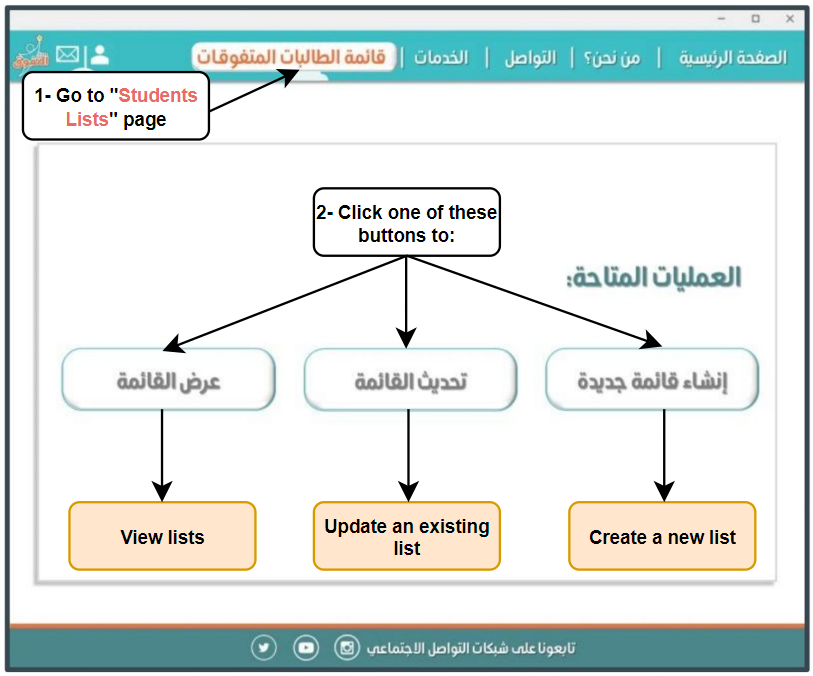 الصفحة الرئيسية | من نحن؟ | التواصل | الخدمات | قائمة الطالبات المتفوقات
التفوق
1- Go to "Students
Lists" page
2- Click one of these
buttons to:
العمليات المتاحة:
إنشاء قائمة جديدة
تحديث القائمة
عرض القائمة
View lists
Update an existing
list
Create a new list
تابعونا على شبكات التواصل الاجتماعي